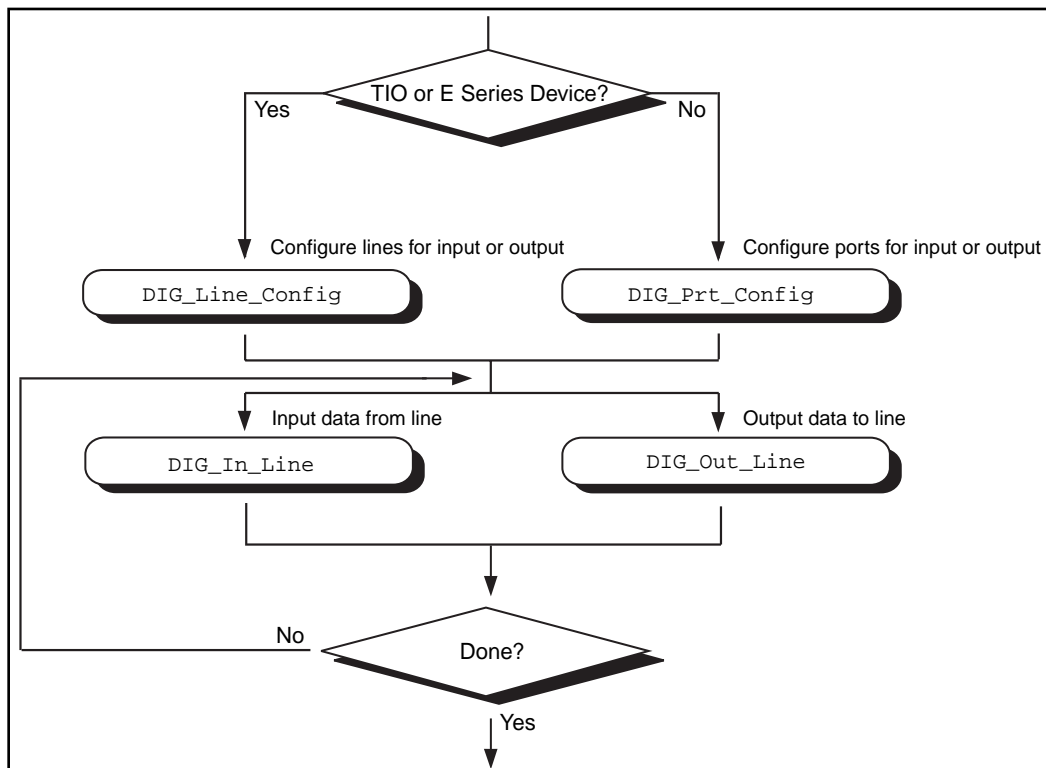 TIO or E Series Device?
Yes
No
Configure lines for input or output
Configure ports for input or output
DIG_Line_Config
DIG_Prt_Config
Input data from line
Output data to line
DIG_In_Line
DIG_Out_Line
No
Done?
Yes